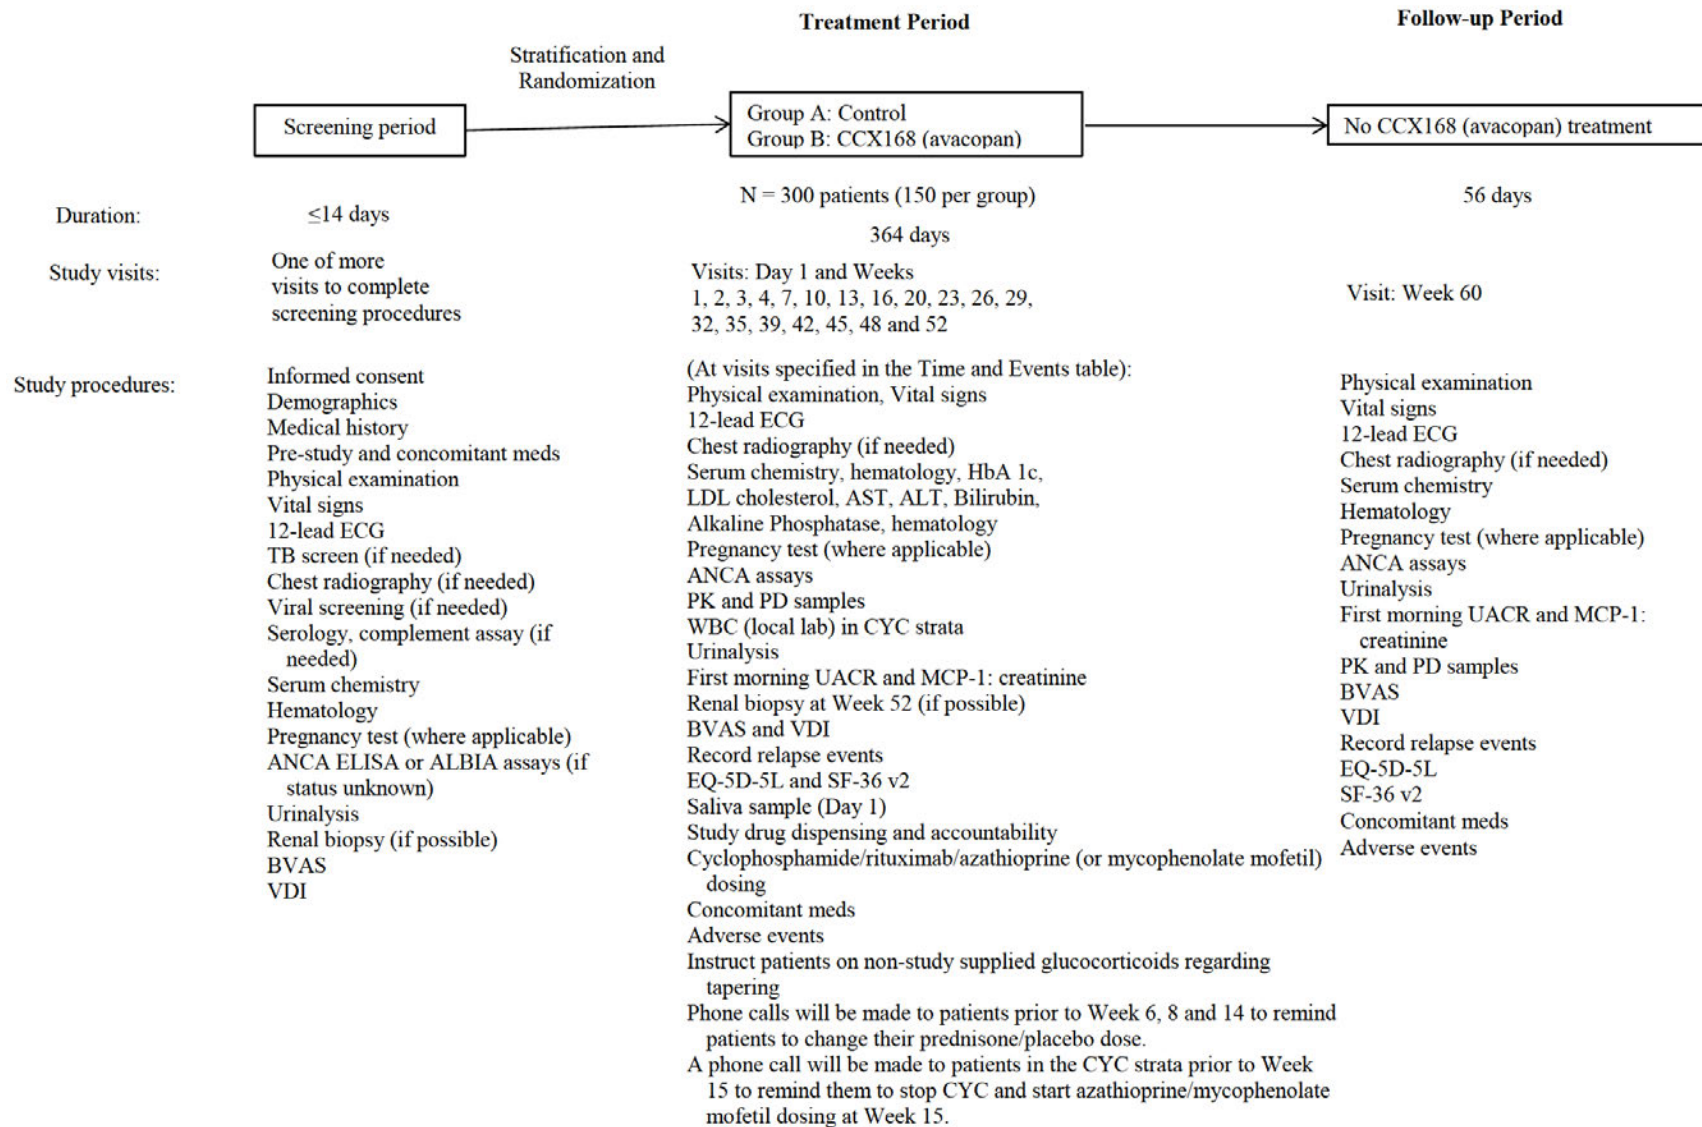 Treatment Period
Follow-up Period
Stratification and
Randomization
Screening period
Group A: Control
Group B: CCX168 (avacopan)
No CCX168 (avacopan) treatment
N = 300 patients (150 per group)
Duration:
≤14 days
364 days
56 days
Study visits:
One of more
visits to complete
screening procedures
Visits: Day 1 and Weeks
1, 2, 3, 4, 7, 10, 13, 16, 20, 23, 26, 29,
32, 35, 39, 42, 45, 48 and 52
Visit: Week 60
Study procedures:
Informed consent
Demographics
Medical history
Pre-study and concomitant meds
Physical examination
Vital signs
12-lead ECG
TB screen (if needed)
Chest radiography (if needed)
Viral screening (if needed)
Serology, complement assay (if
needed)
Serum chemistry
Hematology
Pregnancy test (where applicable)
ANCA ELISA or ALBIA assays (if
status unknown)
Urinalysis
Renal biopsy (if possible)
BVAS
VDI
(At visits specified in the Time and Events table):
Physical examination, Vital signs
12-lead ECG
Chest radiography (if needed)
Serum chemistry, hematology, HbA 1c,
LDL cholesterol, AST, ALT, Bilirubin,
Alkaline Phosphatase, hematology
Pregnancy test (where applicable)
ANCA assays
PK and PD samples
WBC (local lab) in CYC strata
Urinalysis
First morning UACR and MCP-1: creatinine
Renal biopsy at Week 52 (if possible)
BVAS and VDI
Record relapse events
EQ-5D-5L and SF-36 v2
Saliva sample (Day 1)
Study drug dispensing and accountability
Cyclophosphamide/rituximab/azathioprine (or mycophenolate mofetil)
dosing
Concomitant meds
Adverse events
Instruct patients on non-study supplied glucocorticoids regarding
tapering
Phone calls will be made to patients prior to Week 6, 8 and 14 to remind
patients to change their prednisone/placebo dose.
A phone call will be made to patients in the CYC strata prior to Week
15 to remind them to stop CYC and start azathioprine/mycophenolate
mofetil dosing at Week 15.
Physical examination
Vital signs
12-lead ECG
Chest radiography (if needed)
Serum chemistry
Hematology
Pregnancy test (where applicable)
ANCA assays
Urinalysis
First morning UACR and MCP-1:
creatinine
PK and PD samples
BVAS
VDI
Record relapse events
EQ-5D-5L
SF-36 v2
Concomitant meds
Adverse events